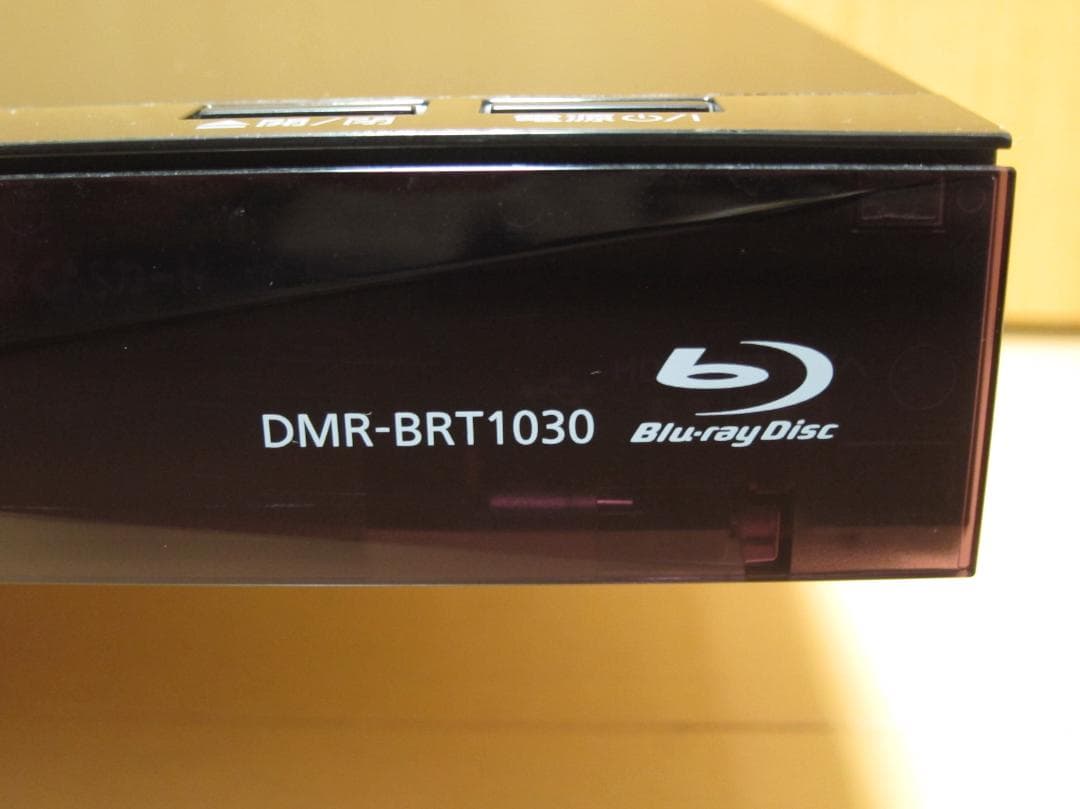 ▲ 開／閉
電源 ⏻/I
DMR-BRT1030
Blu-ray Disc